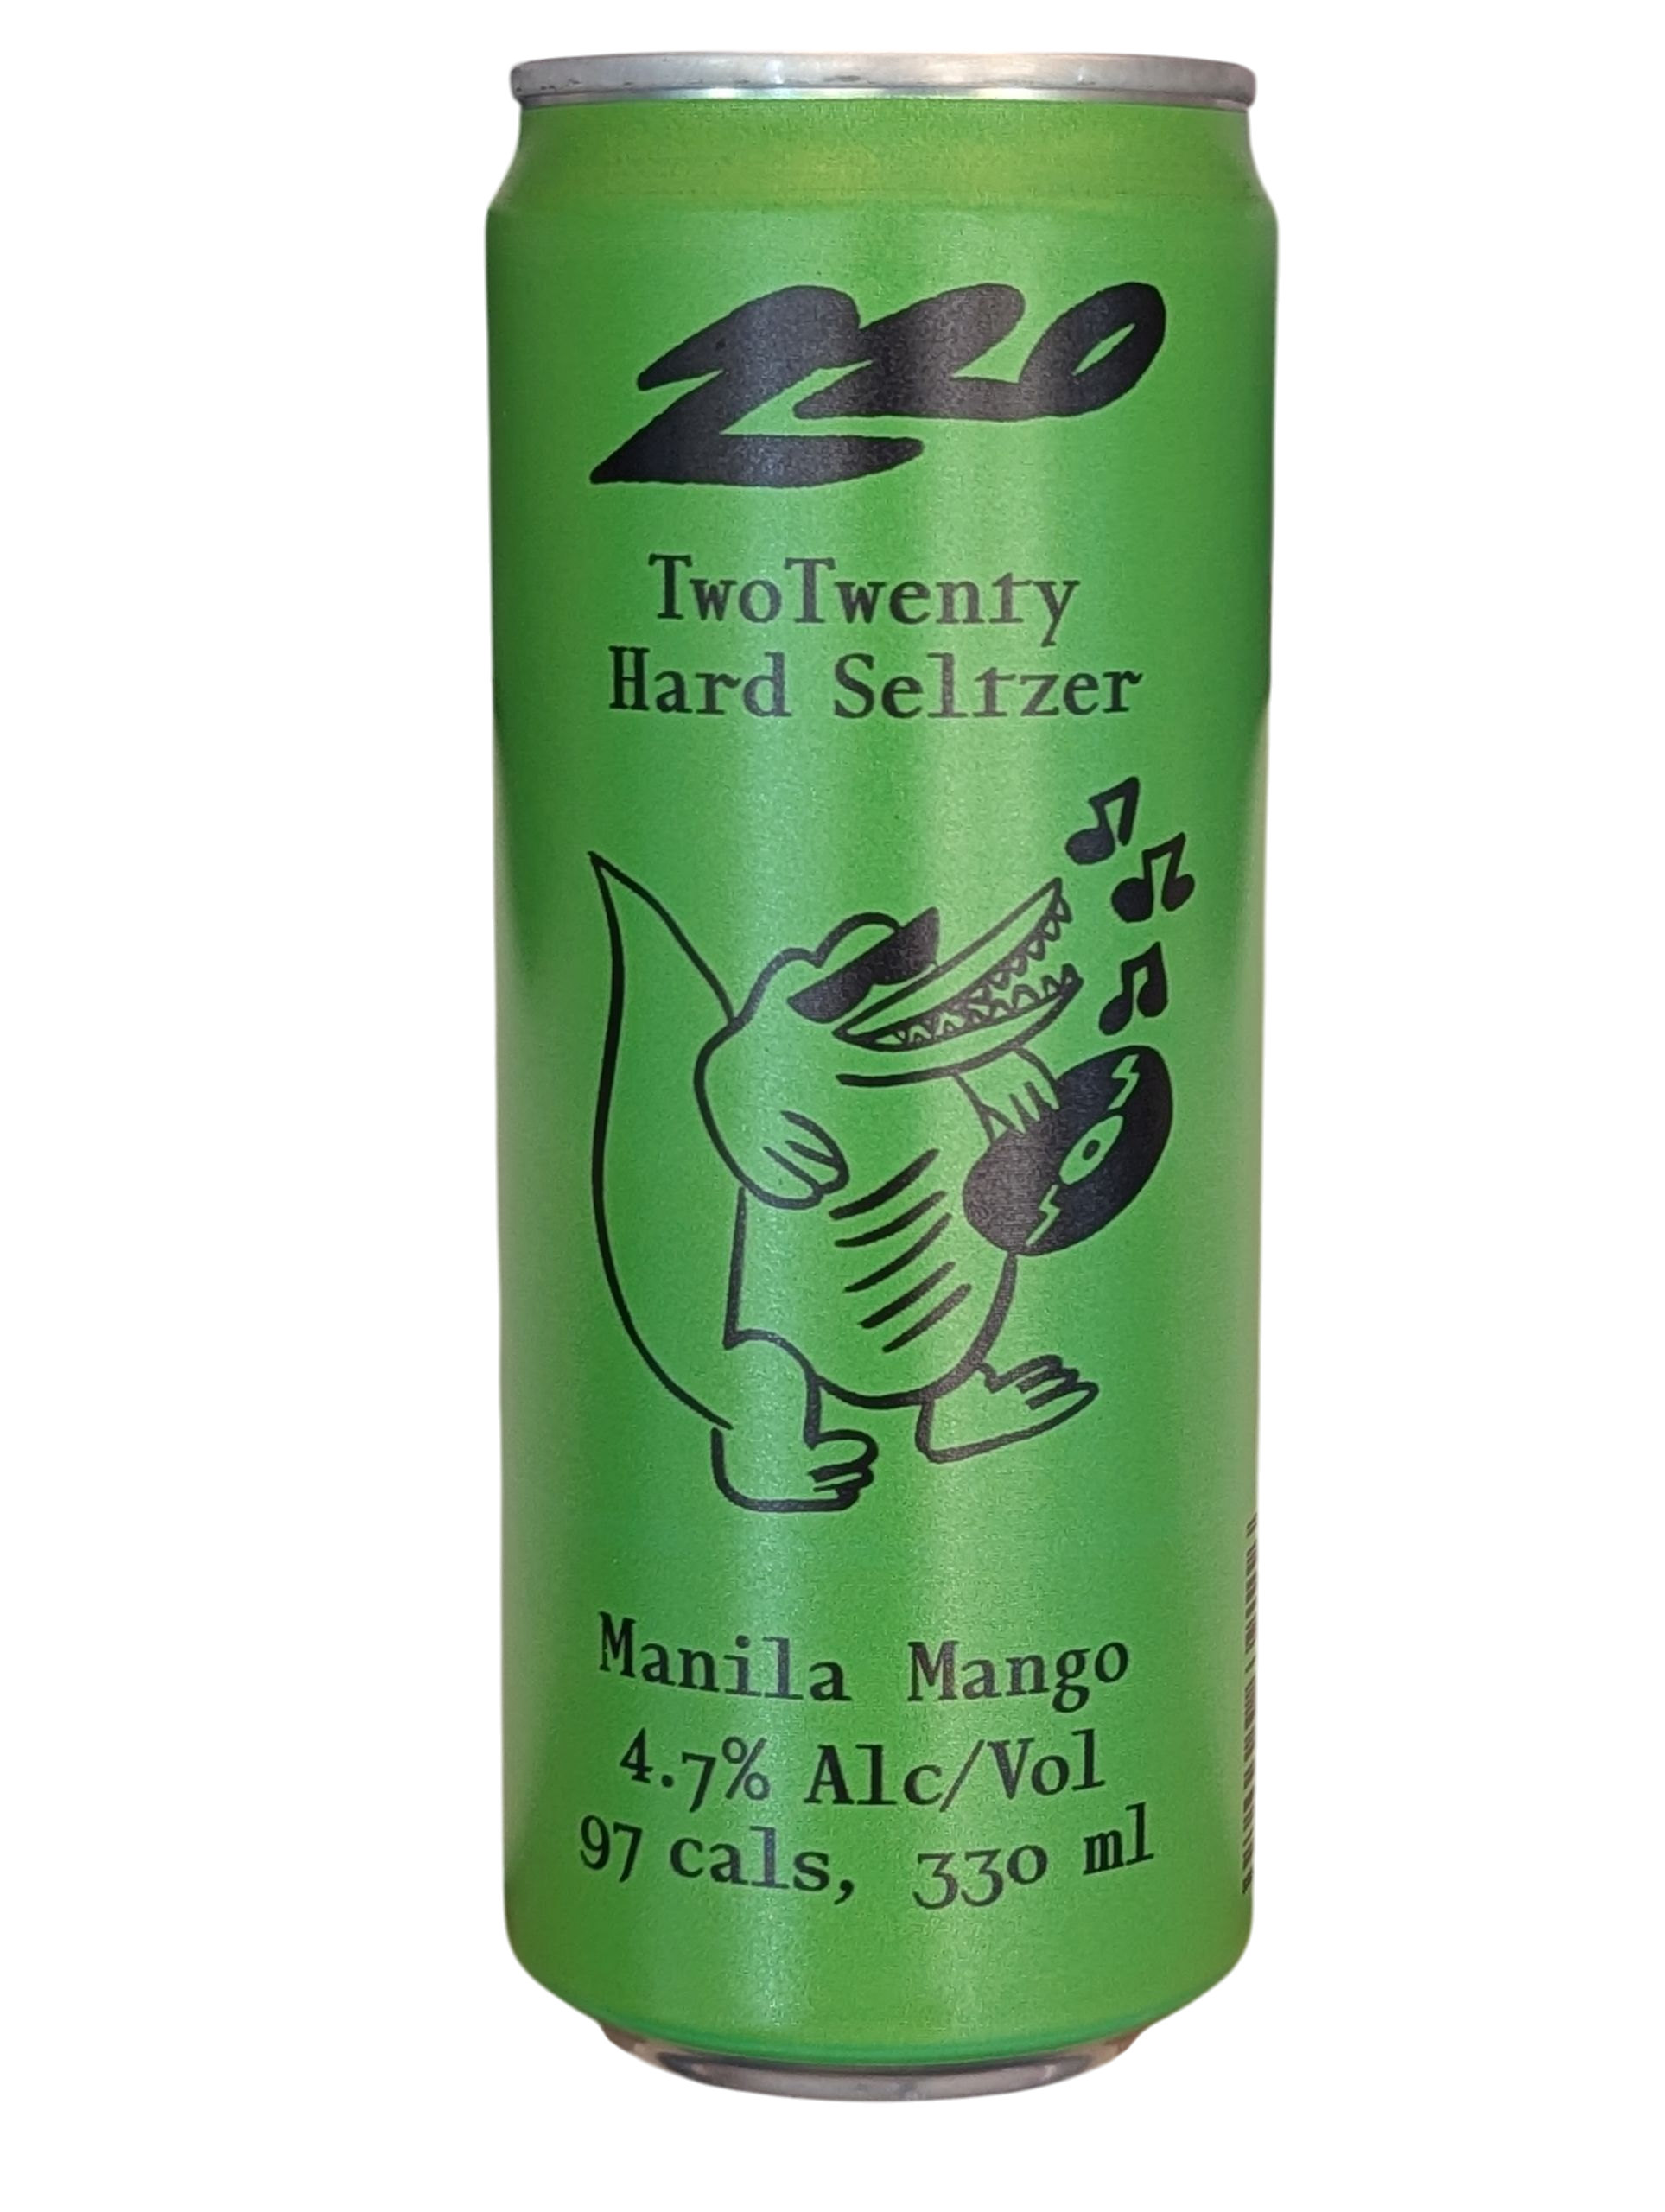 220
TwoTwenty
Hard Seltzer
Manila Mango
4.7% Alc/Vol
97 cals, 330 ml